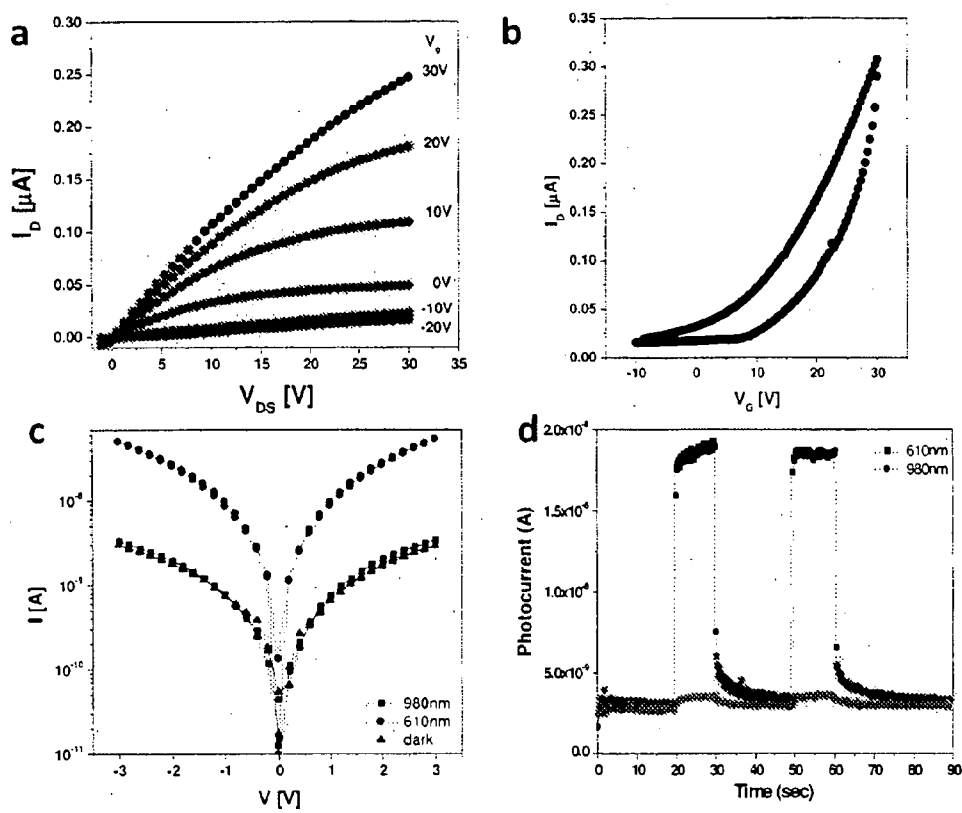 a
0.30
0.25
0.20
0.15
0.10
0.05
0.00
I_D [μA]
V_g
30V
20V
10V
0V
-10V
-20V
0 5 10 15 20 25 30 35
V_DS [V]
b
0.35
0.30
0.25
0.20
0.15
0.10
0.05
0.00
I_D [μA]
-10 0 10 20 30
V_G [V]
c
10⁻⁸
10⁻⁹
10⁻¹⁰
10⁻¹¹
I [A]
980nm
610nm
dark
-3 -2 -1 0 1 2 3
V [V]
d
2.0x10⁻⁸
1.5x10⁻⁸
1.0x10⁻⁸
5.0x10⁻⁹
0.0
Photocurrent (A)
610nm
980nm
0 10 20 30 40 50 60 70 80 90
Time (sec)